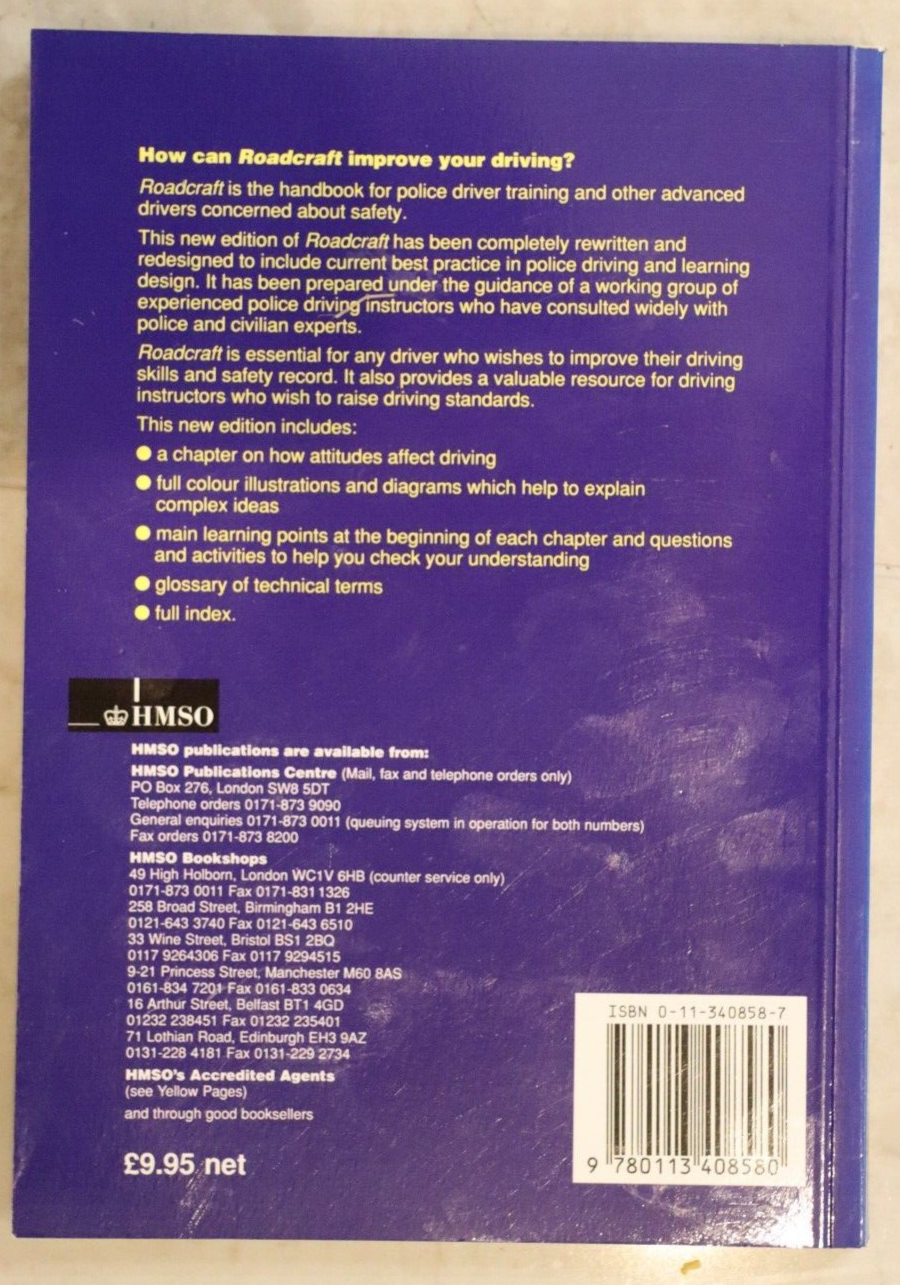 How can Roadcraft improve your driving?
Roadcraft is the handbook for police driver training and other advanced
drivers concerned about safety.
This new edition of Roadcraft has been completely rewritten and
redesigned to include current best practice in police driving and learning
design. It has been prepared under the guidance of a working group of
experienced police driving instructors who have consulted widely with
police and civilian experts.
Roadcraft is essential for any driver who wishes to improve their driving
skills and safety record. It also provides a valuable resource for driving
instructors who wish to raise driving standards.
This new edition includes:
● a chapter on how attitudes affect driving
● full colour illustrations and diagrams which help to explain
complex ideas
● main learning points at the beginning of each chapter and questions
and activities to help you check your understanding
● glossary of technical terms
● full index.
HMSO
HMSO publications are available from:
HMSO Publications Centre (Mail, fax and telephone orders only)
PO Box 276, London SW8 5DT
Telephone orders 0171-873 9090
General enquiries 0171-873 0011 (queuing system in operation for both numbers)
Fax orders 0171-873 8200
HMSO Bookshops
49 High Holborn, London WC1V 6HB (counter service only)
0171-873 0011 Fax 0171-831 1326
258 Broad Street, Birmingham B1 2HE
0121-643 3740 Fax 0121-643 6510
33 Wine Street, Bristol BS1 2BQ
0117 9264306 Fax 0117 9294515
9-21 Princess Street, Manchester M60 8AS
0161-834 7201 Fax 0161-833 0634
16 Arthur Street, Belfast BT1 4GD
01232 238451 Fax 01232 235401
71 Lothian Road, Edinburgh EH3 9AZ
0131-228 4181 Fax 0131-229 2734
HMSO's Accredited Agents
(see Yellow Pages)
and through good booksellers
£9.95 net
ISBN 0-11-340858-7
9 780113 408580